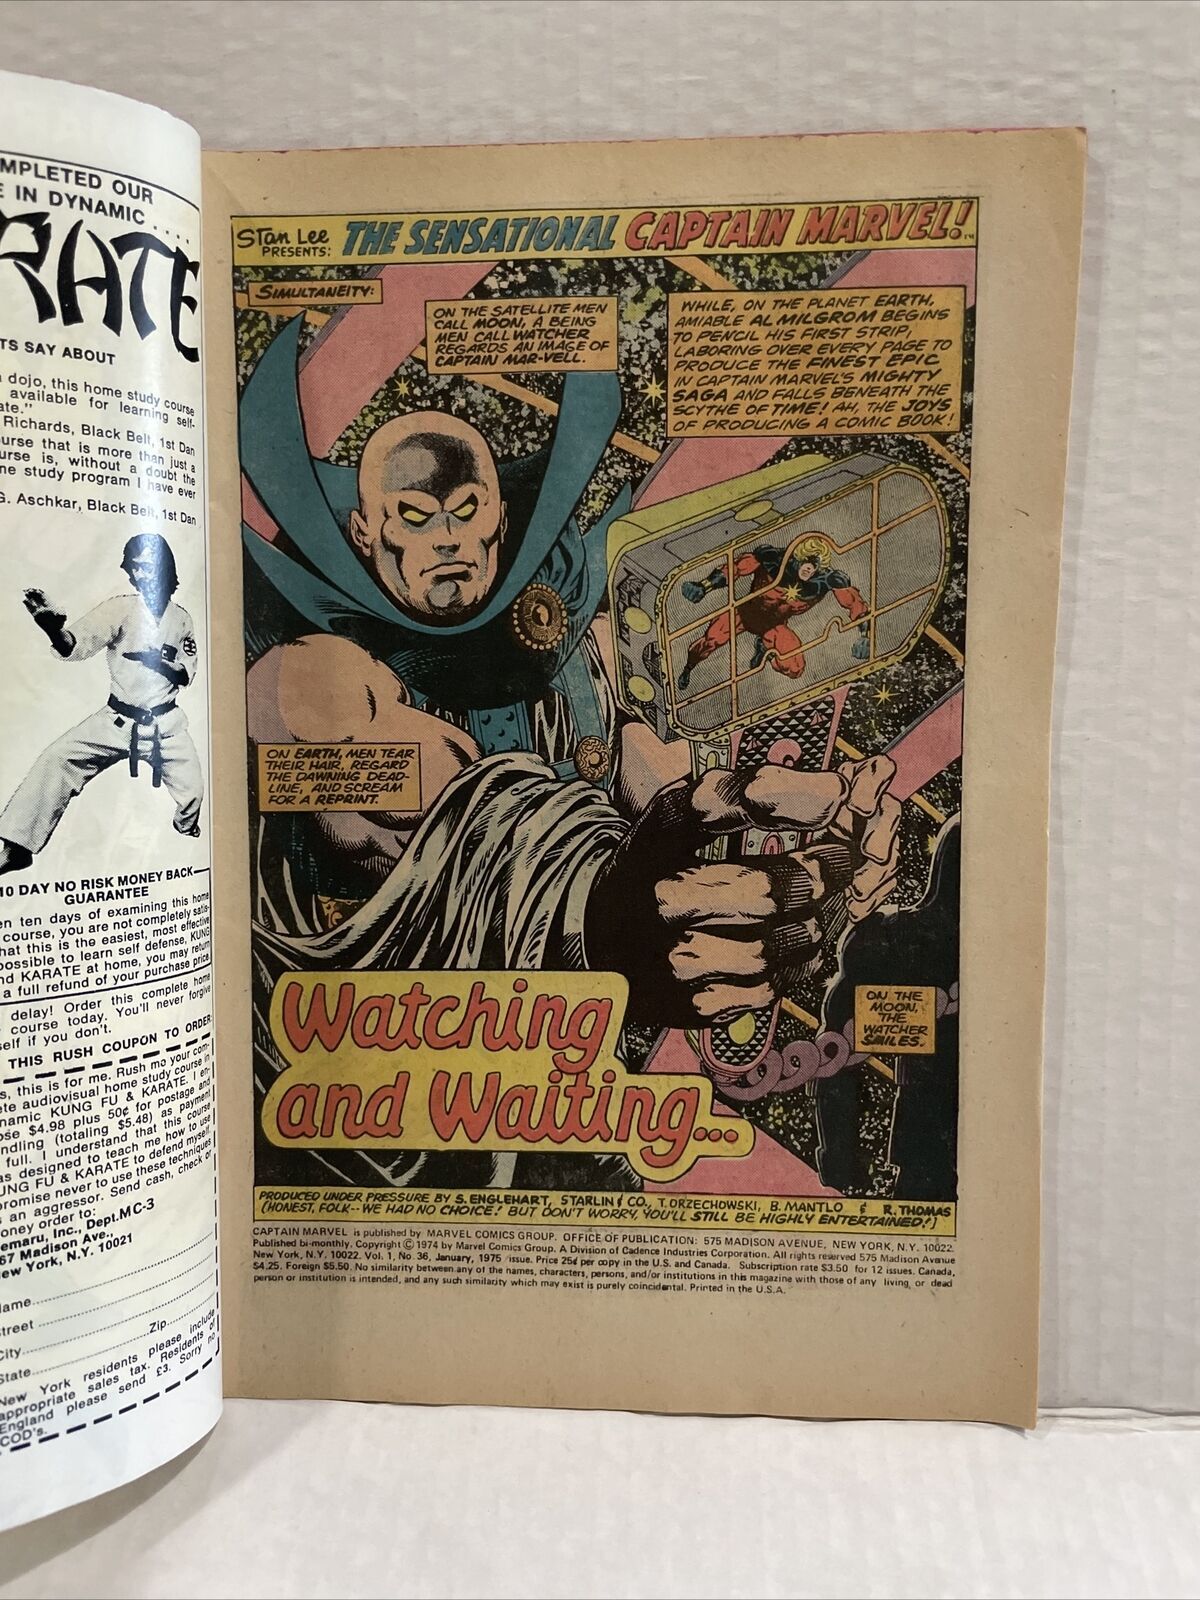 MPLETED OUR
E IN DYNAMIC ....
RATE
TS SAY ABOUT
a dojo, this home study course
available for learning self-
ate."
Richards, Black Belt, 1st Dan
ourse that is more than just a
urse is, without a doubt the
ne study program I have ever
G. Aschkar, Black Belt, 1st Dan
10 DAY NO RISK MONEY BACK
GUARANTEE
en ten days of examining this home
course, you are not completely satis-
hat this is the easiest, most effective
possible to learn self defense, KUNG
nd KARATE at home, you may return
a full refund of your purchase price.
delay! Order this complete home
course today. You'll never forgive
self if you don't.
THIS RUSH COUPON TO ORDER:
s, this is for me. Rush me your com-
ete audiovisual home study course in
ynamic KUNG FU & KARATE. I en-
ose $4.98 plus 50¢ for postage and
ndling (totaling $5.48) as payment
full. I understand that this course
as designed to teach me how to use
UNG FU & KARATE to defend myself.
promise never to use these techniques
an aggressor. Send cash, check or
oney order to:
emaru, Inc., Dept.MC-3
67 Madison Ave.,
ew York, N.Y. 10021
ame
treet
City Zip
State
New York residents please include
appropriate sales tax. Residents of
England please send £3. Sorry no
COD's.
Stan Lee
PRESENTS:
THE SENSATIONAL CAPTAIN MARVEL!
TM
SIMULTANEITY:
ON THE SATELLITE MEN
CALL MOON, A BEING
MEN CALL WATCHER
REGARDS AN IMAGE OF
CAPTAIN MAR-VELL.
WHILE, ON THE PLANET EARTH,
AMIABLE AL MILGROM BEGINS
TO PENCIL HIS FIRST STRIP,
LABORING OVER EVERY PAGE TO
PRODUCE THE FINEST EPIC
IN CAPTAIN MARVEL'S MIGHTY
SAGA AND FALLS BENEATH THE
SCYTHE OF TIME! AH, THE JOYS
OF PRODUCING A COMIC BOOK!
ON EARTH, MEN TEAR
THEIR HAIR, REGARD
THE DAWNING DEAD-
LINE, AND SCREAM
FOR A REPRINT.
ON THE
MOON,
THE
WATCHER
SMILES.
Watching
and Waiting...
PRODUCED UNDER PRESSURE BY S. ENGLEHART, STARLIN & CO., T. ORZECHOWSKI, B. MANTLO & R. THOMAS
(HONEST, FOLK--WE HAD NO CHOICE! BUT DON'T WORRY, YOU'LL STILL BE HIGHLY ENTERTAINED!)
CAPTAIN MARVEL is published by MARVEL COMICS GROUP. OFFICE OF PUBLICATION: 575 MADISON AVENUE, NEW YORK, N.Y. 10022.
Published bi-monthly. Copyright © 1974 by Marvel Comics Group. A Division of Cadence Industries Corporation. All rights reserved 575 Madison Avenue
New York, N.Y. 10022. Vol. 1, No. 36, January, 1975 issue. Price 25¢ per copy in the U.S. and Canada. Subscription rate $3.50 for 12 issues. Canada,
$4.25. Foreign $5.50. No similarity between any of the names, characters, persons, and/or institutions in this magazine with those of any living, or dead
person or institution is intended, and any such similarity which may exist is purely coincidental. Printed in the U.S.A.